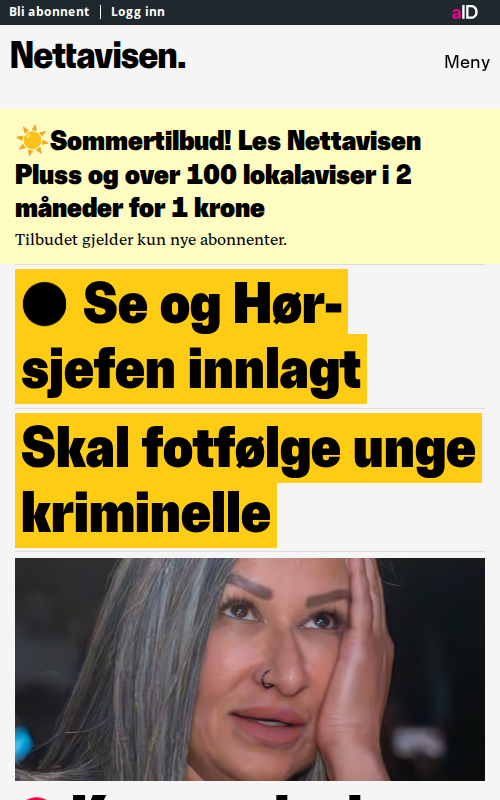 Bli abonnent Logg inn aID
Nettavisen.
Meny
Sommertilbud! Les Nettavisen
Pluss og over 100 lokalaviser i 2
måneder for 1 krone
Tilbudet gjelder kun nye abonnenter.
Se og Hør-
sjefen innlagt
Skal fotfølge unge
kriminelle